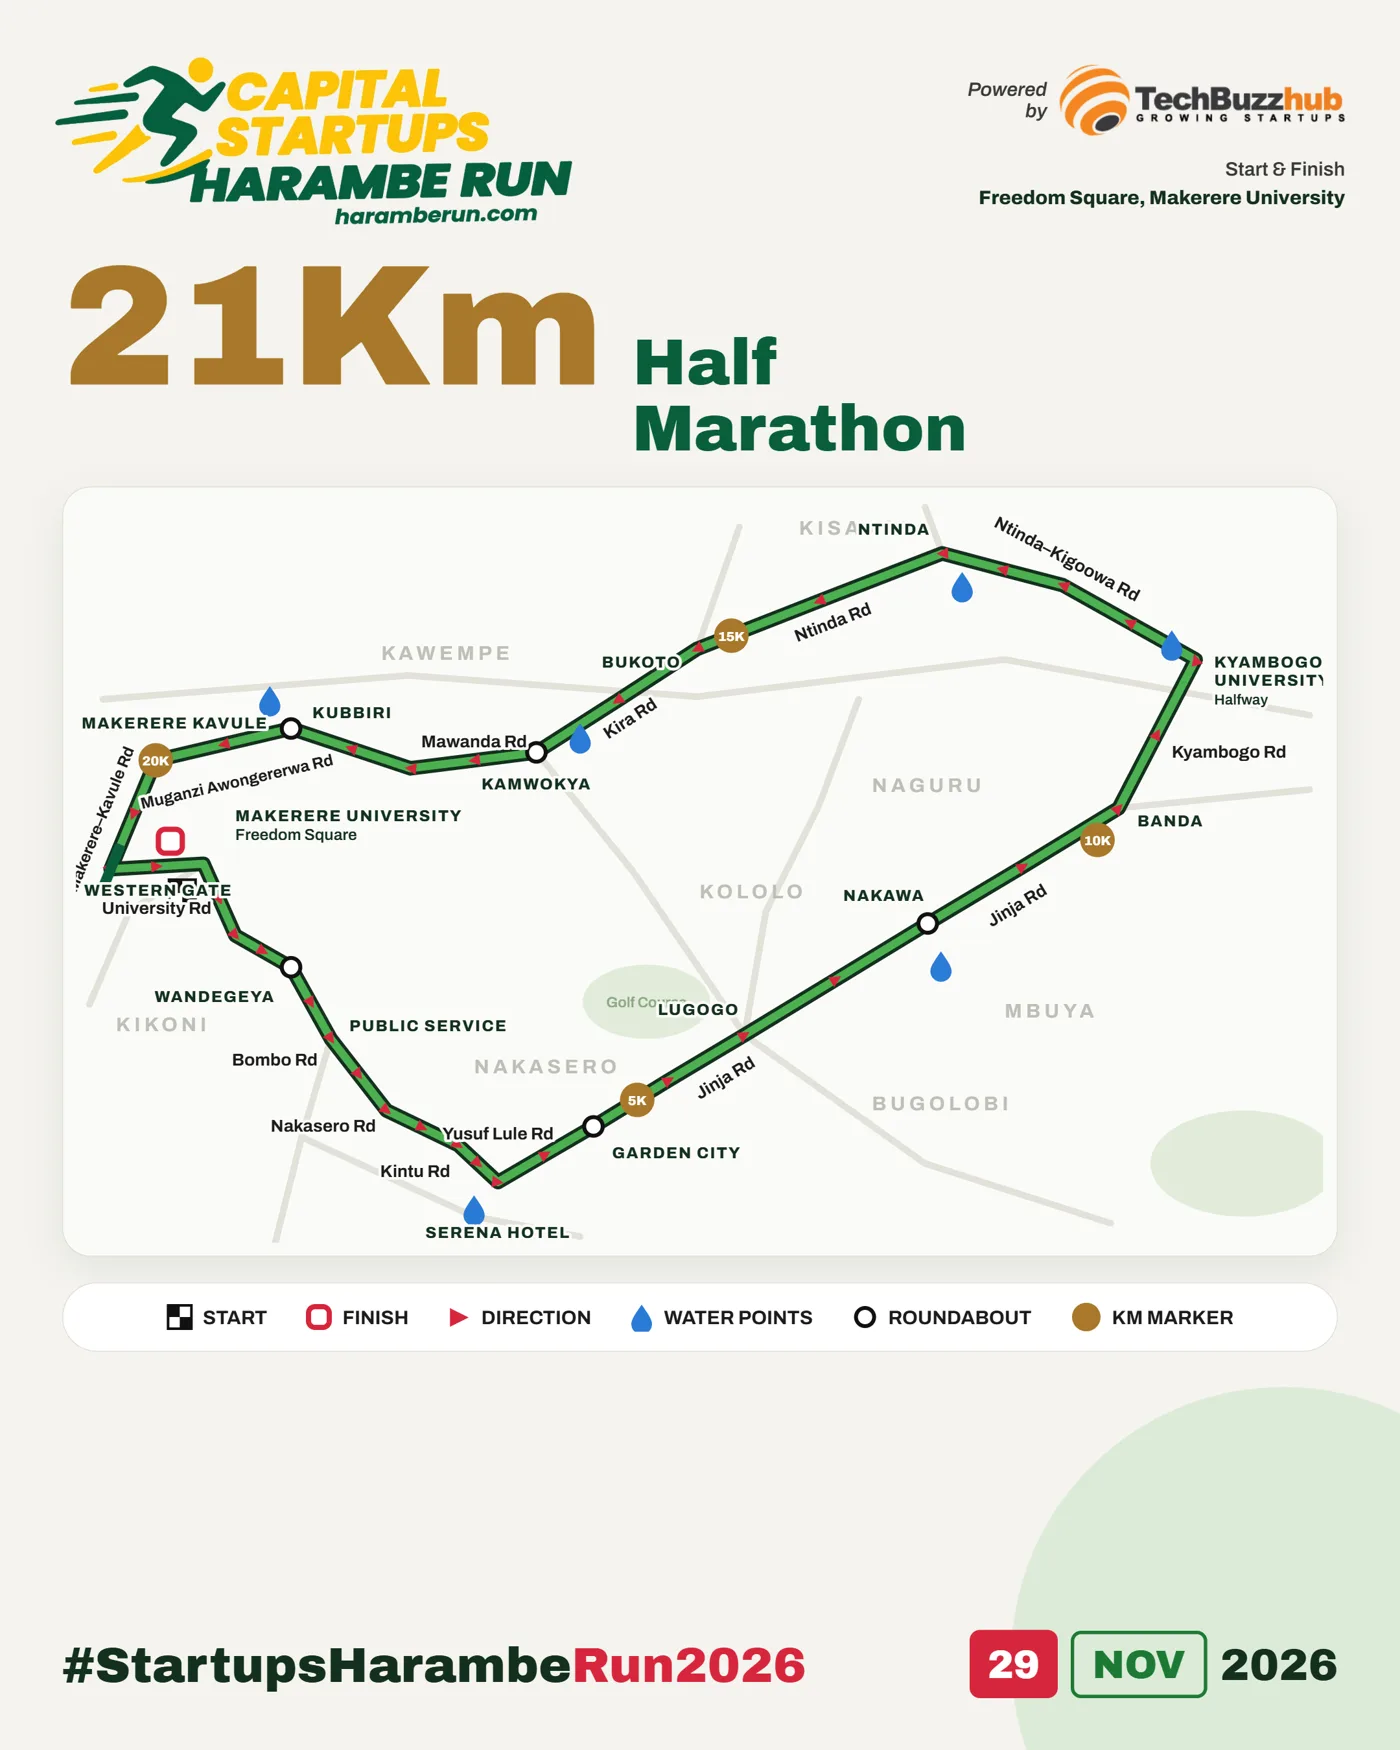 CAPITAL
STARTUPS
HARAMBE RUN
haramberun.com
Powered
by
TechBuzzhub
GROWING STARTUPS
Start & Finish
Freedom Square, Makerere University
21Km
Half
Marathon
NTINDA
KISA
Ntinda–Kigoowa Rd
Ntinda Rd
15K
KAWEMPE
BUKOTO
KYAMBOGO
UNIVERSITY
Halfway
MAKERERE KAVULE
KUBBIRI
Kira Rd
Mawanda Rd
Kyambogo Rd
20K
Muganzi Awongererwa Rd
KAMWOKYA
NAGURU
Makerere–Kavule Rd
MAKERERE UNIVERSITY
Freedom Square
BANDA
10K
WESTERN GATE
University Rd
KOLOLO
NAKAWA
Jinja Rd
WANDEGEYA
Golf Course
LUGOGO
MBUYA
KIKONI
PUBLIC SERVICE
Bombo Rd
NAKASERO
Jinja Rd
5K
BUGOLOBI
Nakasero Rd
Yusuf Lule Rd
GARDEN CITY
Kintu Rd
SERENA HOTEL
START
FINISH
DIRECTION
WATER POINTS
ROUNDABOUT
KM MARKER
#StartupsHarambeRun2026
29 NOV 2026